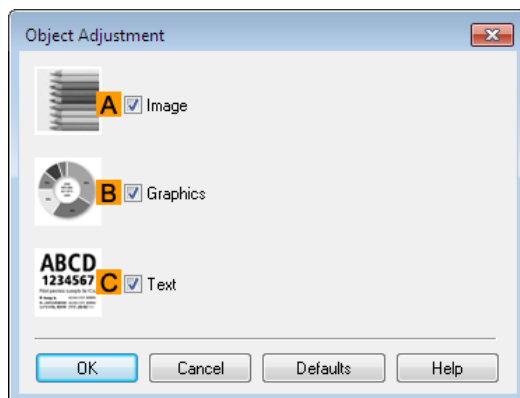 Object Adjustment
A Image
B Graphics
ABCD
1234567
C Text
OK Cancel Defaults Help